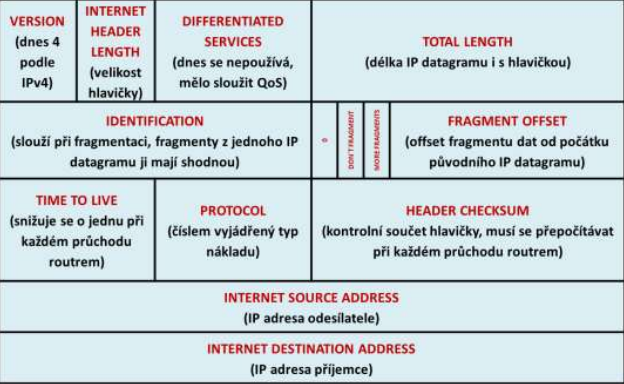 VERSION
(dnes 4
podle
IPv4)
INTERNET
HEADER
LENGTH
(velikost
hlavičky)
DIFFERENTIATED
SERVICES
(dnes se nepoužívá,
mělo sloužit QoS)
TOTAL LENGTH
(délka IP datagramu i s hlavičkou)
IDENTIFICATION
(slouží při fragmentaci, fragmenty z jednoho IP
datagramu ji mají shodnou)
0
DON'T FRAGMENT
MORE FRAGMENTS
FRAGMENT OFFSET
(offset fragmentu dat od počátku
původního IP datagramu)
TIME TO LIVE
(snižuje se o jednu při
každém průchodu
routrem)
PROTOCOL
(číslem vyjádřený typ
nákladu)
HEADER CHECKSUM
(kontrolní součet hlavičky, musí se přepočítávat
při každém průchodu routrem)
INTERNET SOURCE ADDRESS
(IP adresa odesílatele)
INTERNET DESTINATION ADDRESS
(IP adresa příjemce)